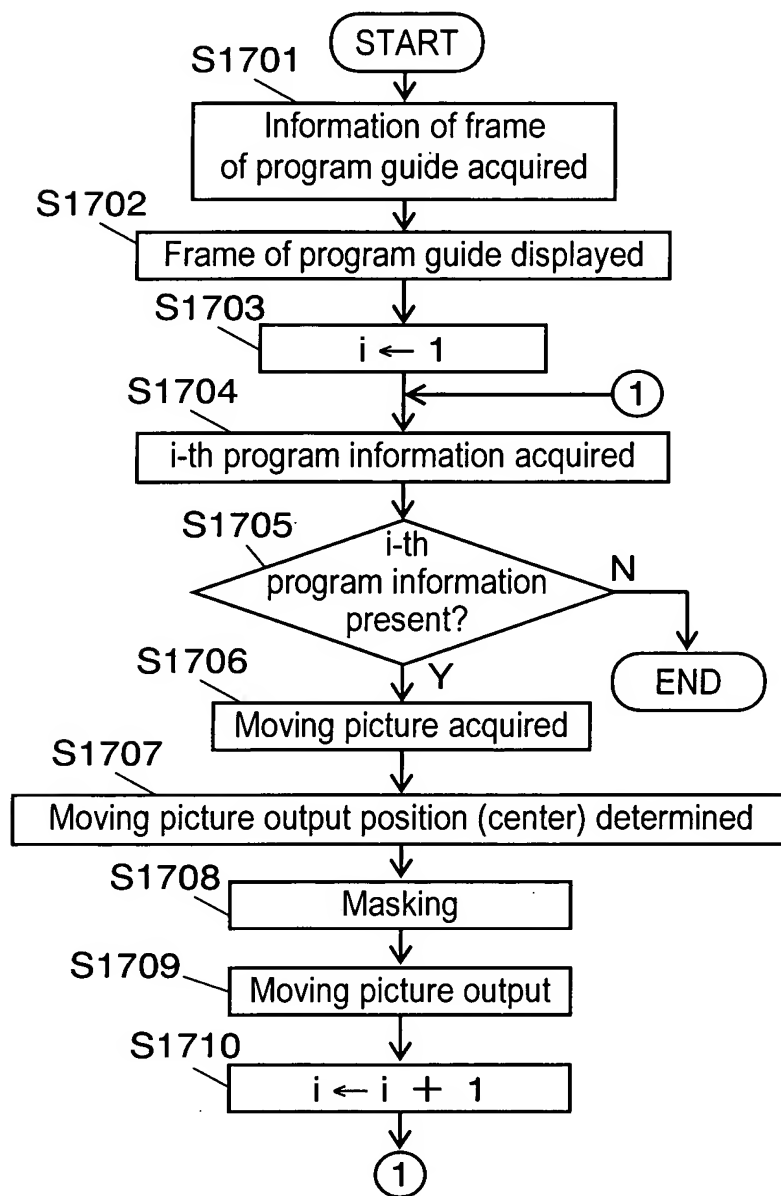 START
S1701
Information of frame
of program guide acquired
S1702
Frame of program guide displayed
S1703
i ← 1
1
S1704
i-th program information acquired
S1705
i-th
program information
present?
N
Y
END
S1706
Moving picture acquired
S1707
Moving picture output position (center) determined
S1708
Masking
S1709
Moving picture output
S1710
i ← i + 1
1